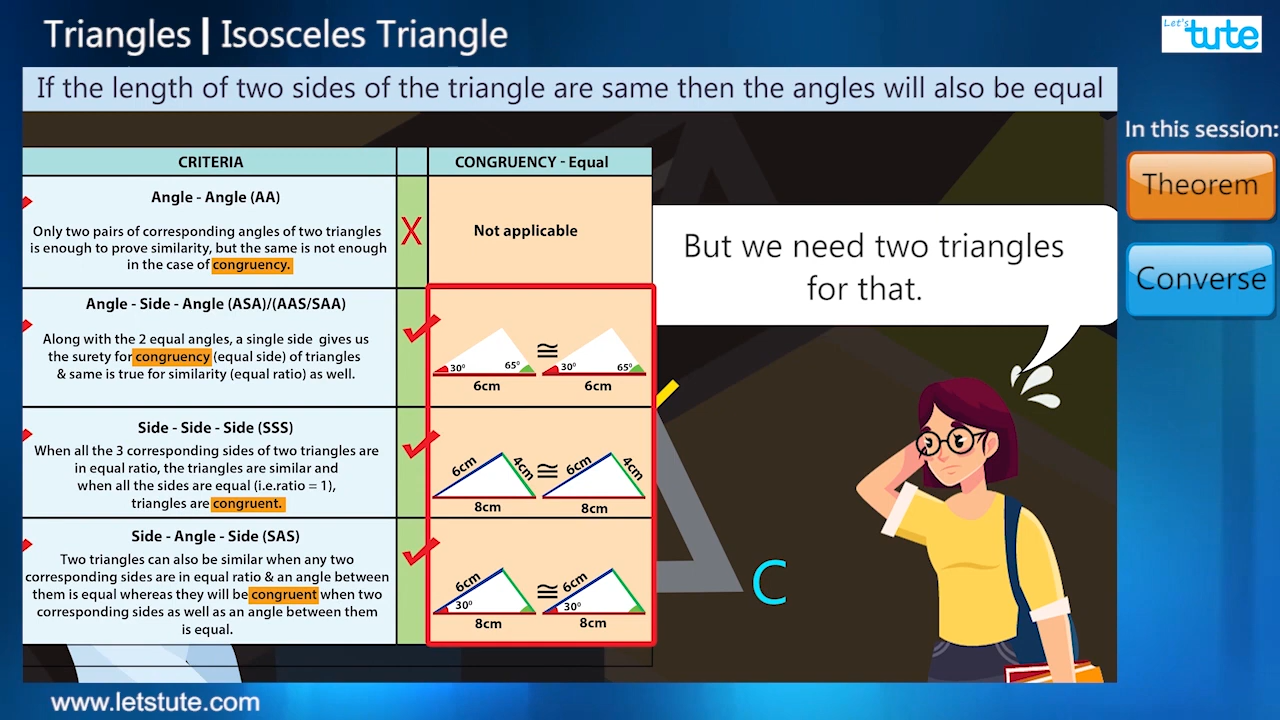 Triangles | Isosceles Triangle
Let's
tute
If the length of two sides of the triangle are same then the angles will also be equal
In this session:
Theorem
Converse
CRITERIA
CONGRUENCY - Equal
Angle - Angle (AA)
Only two pairs of corresponding angles of two triangles
is enough to prove similarity, but the same is not enough
in the case of congruency.
X
Not applicable
Angle - Side - Angle (ASA)/(AAS/SAA)
Along with the 2 equal angles, a single side gives us
the surety for congruency (equal side) of triangles
& same is true for similarity (equal ratio) as well.
30⁰ 65⁰ ≅ 30⁰ 65⁰
6cm 6cm
Side - Side - Side (SSS)
When all the 3 corresponding sides of two triangles are
in equal ratio, the triangles are similar and
when all the sides are equal (i.e.ratio = 1),
triangles are congruent.
6cm 4cm ≅ 6cm 4cm
8cm 8cm
Side - Angle - Side (SAS)
Two triangles can also be similar when any two
corresponding sides are in equal ratio & an angle between
them is equal whereas they will be congruent when two
corresponding sides as well as an angle between them
is equal.
6cm ≅ 6cm
30⁰ 30⁰
8cm 8cm
But we need two triangles
for that.
C
www.letstute.com